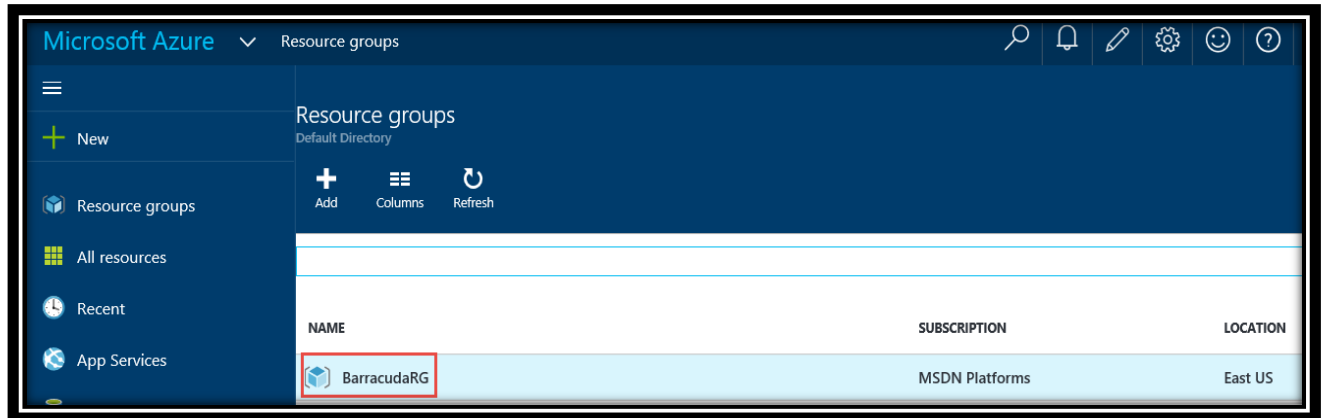 Microsoft Azure Resource groups
New
Resource groups
All resources
Recent
App Services
Resource groups
Default Directory
Add Columns Refresh
NAME SUBSCRIPTION LOCATION
BarracudaRG MSDN Platforms East US